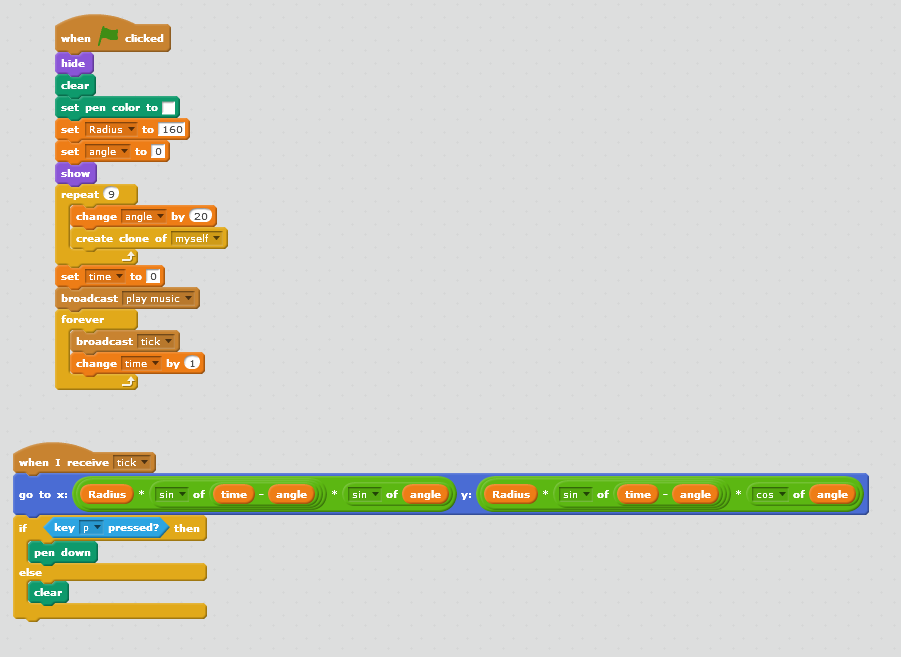 when clicked
hide
clear
set pen color to
set Radius to 160
set angle to 0
show
repeat 9
change angle by 20
create clone of myself
set time to 0
broadcast play music
forever
broadcast tick
change time by 1
when I receive tick
go to x: Radius * sin of time - angle * sin of angle y: Radius * sin of time - angle * cos of angle
if key p pressed? then
pen down
else
clear